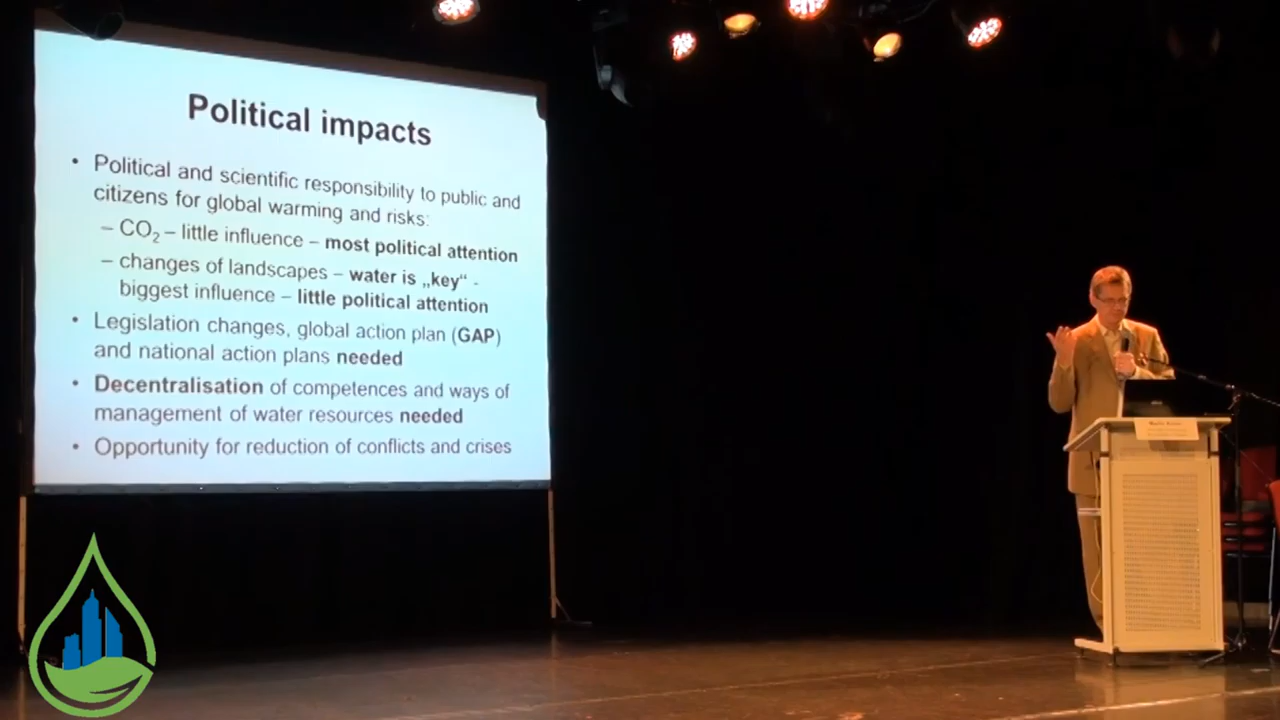 Political impacts
• Political and scientific responsibility to public and
citizens for global warming and risks:
– CO₂ – little influence – most political attention
– changes of landscapes – water is „key“ -
biggest influence – little political attention
• Legislation changes, global action plan (GAP)
and national action plans needed
• Decentralisation of competences and ways of
management of water resources needed
• Opportunity for reduction of conflicts and crises